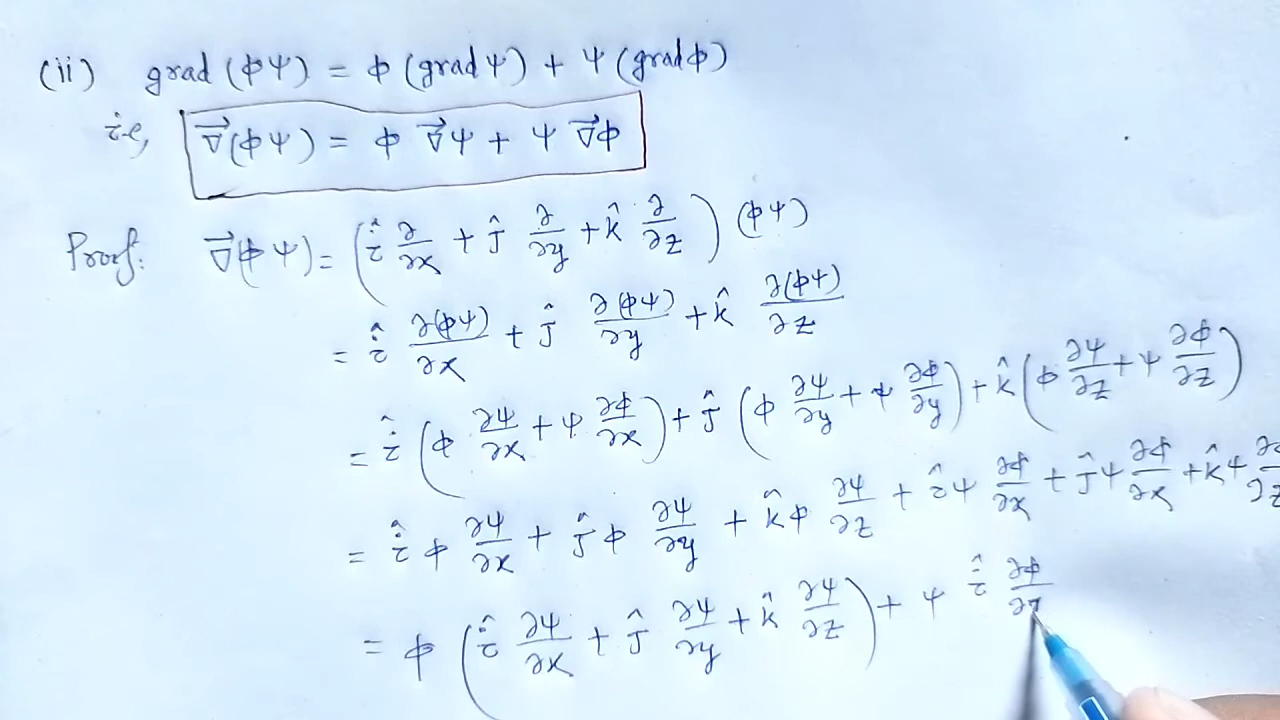 (ii) grad (φψ) = φ (grad ψ) + ψ (grad φ)
i.e, ∇⃗(φψ) = φ ∇⃗ψ + ψ ∇⃗φ
Proof: ∇⃗(φψ) = (î ∂/∂x + ĵ ∂/∂y + k̂ ∂/∂z) (φψ)
= î ∂(φψ)/∂x + ĵ ∂(φψ)/∂y + k̂ ∂(φψ)/∂z
= î (φ ∂ψ/∂x + ψ ∂φ/∂x) + ĵ (φ ∂ψ/∂y + ψ ∂φ/∂y) + k̂ (φ ∂ψ/∂z + ψ ∂φ/∂z)
= î φ ∂ψ/∂x + ĵ φ ∂ψ/∂y + k̂ φ ∂ψ/∂z + î ψ ∂φ/∂x + ĵ ψ ∂φ/∂x + k̂ ψ
= φ (î ∂ψ/∂x + ĵ ∂ψ/∂y + k̂ ∂ψ/∂z) + ψ î ∂φ/∂